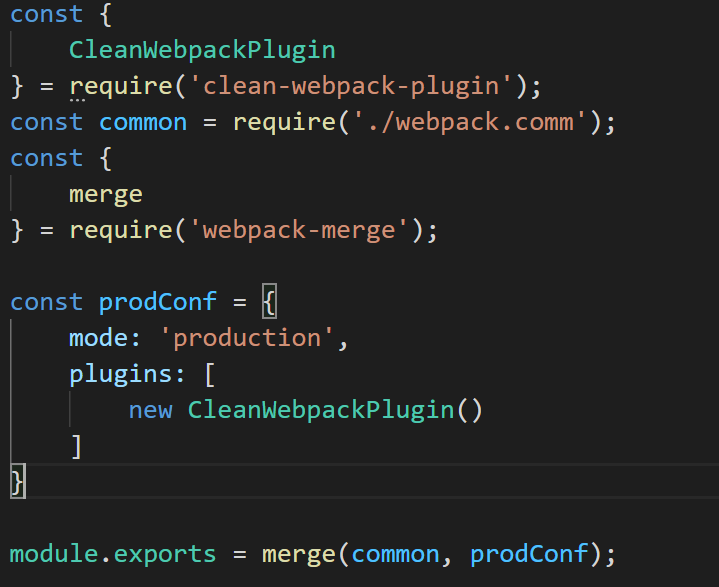 const {
    CleanWebpackPlugin
} = require('clean-webpack-plugin');
const common = require('./webpack.comm');
const {
    merge
} = require('webpack-merge');

const prodConf = {
    mode: 'production',
    plugins: [
        new CleanWebpackPlugin()
    ]
}

module.exports = merge(common, prodConf);